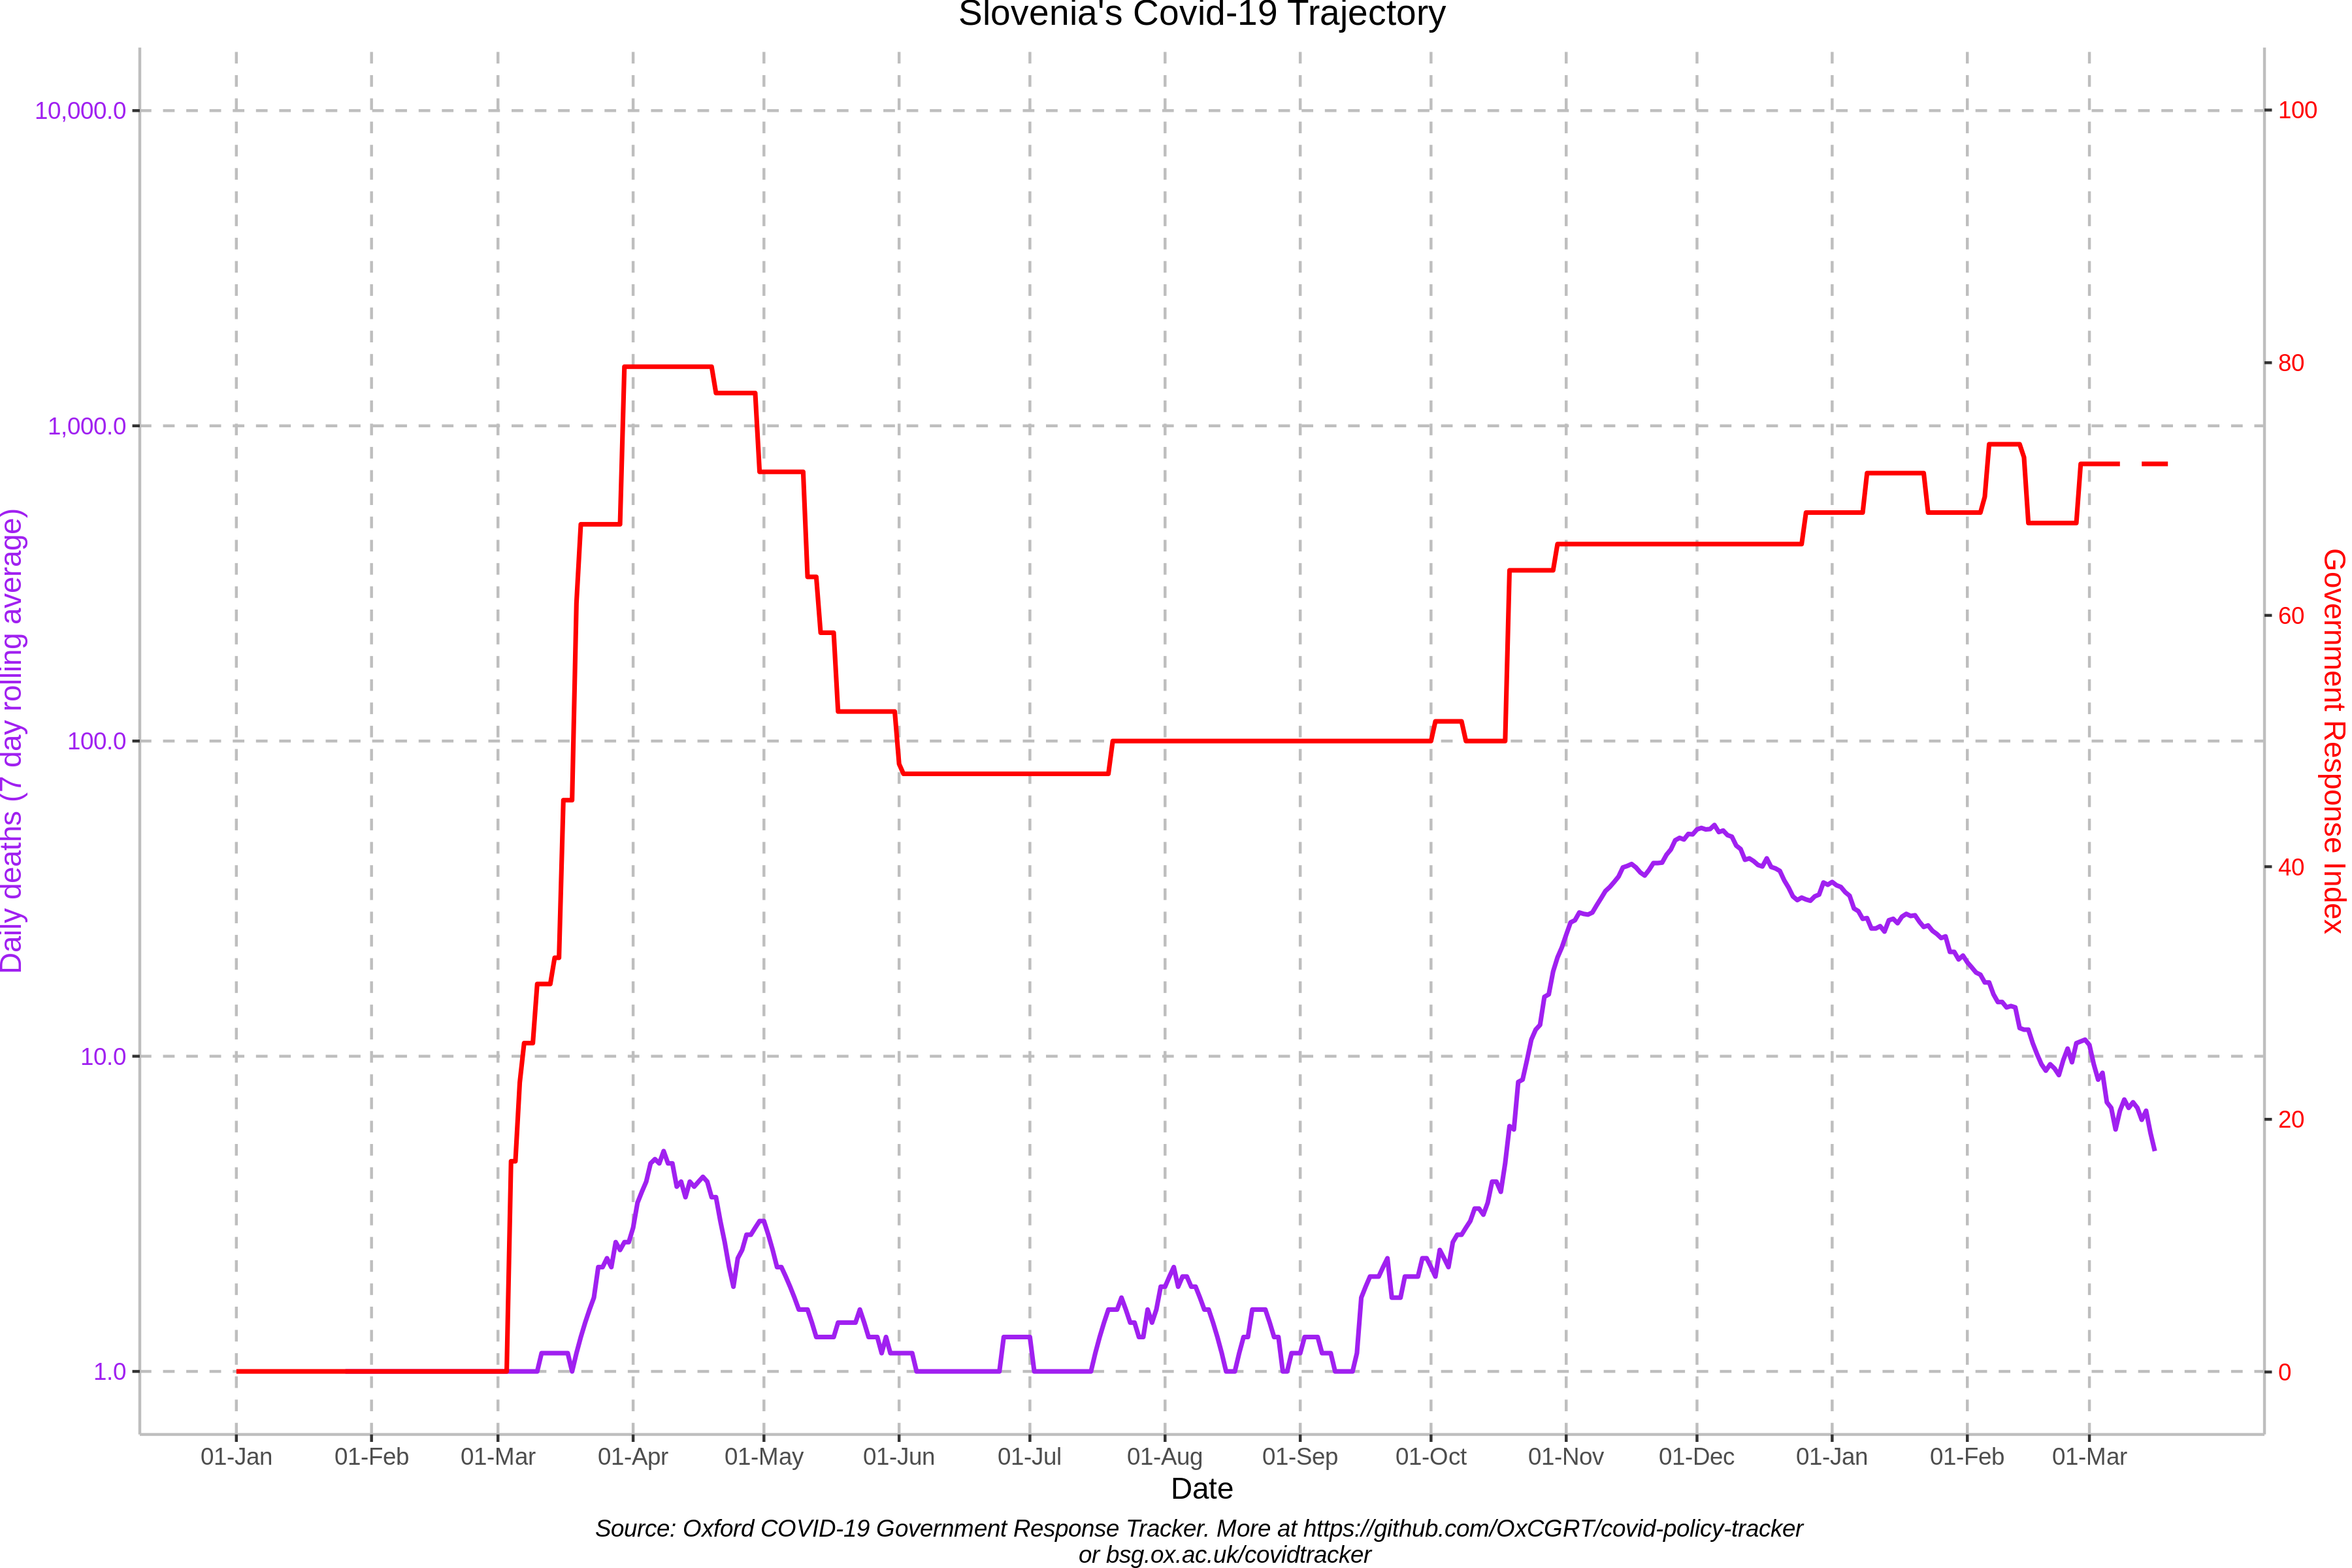 Slovenia's Covid-19 Trajectory
10,000.0
1,000.0
100.0
10.0
1.0
Daily deaths (7 day rolling average)
100
80
60
40
20
0
Government Response Index
01-Jan 01-Feb 01-Mar 01-Apr 01-May 01-Jun 01-Jul 01-Aug 01-Sep 01-Oct 01-Nov 01-Dec 01-Jan 01-Feb 01-Mar
Date
Source: Oxford COVID-19 Government Response Tracker. More at https://github.com/OxCGRT/covid-policy-tracker
or bsg.ox.ac.uk/covidtracker